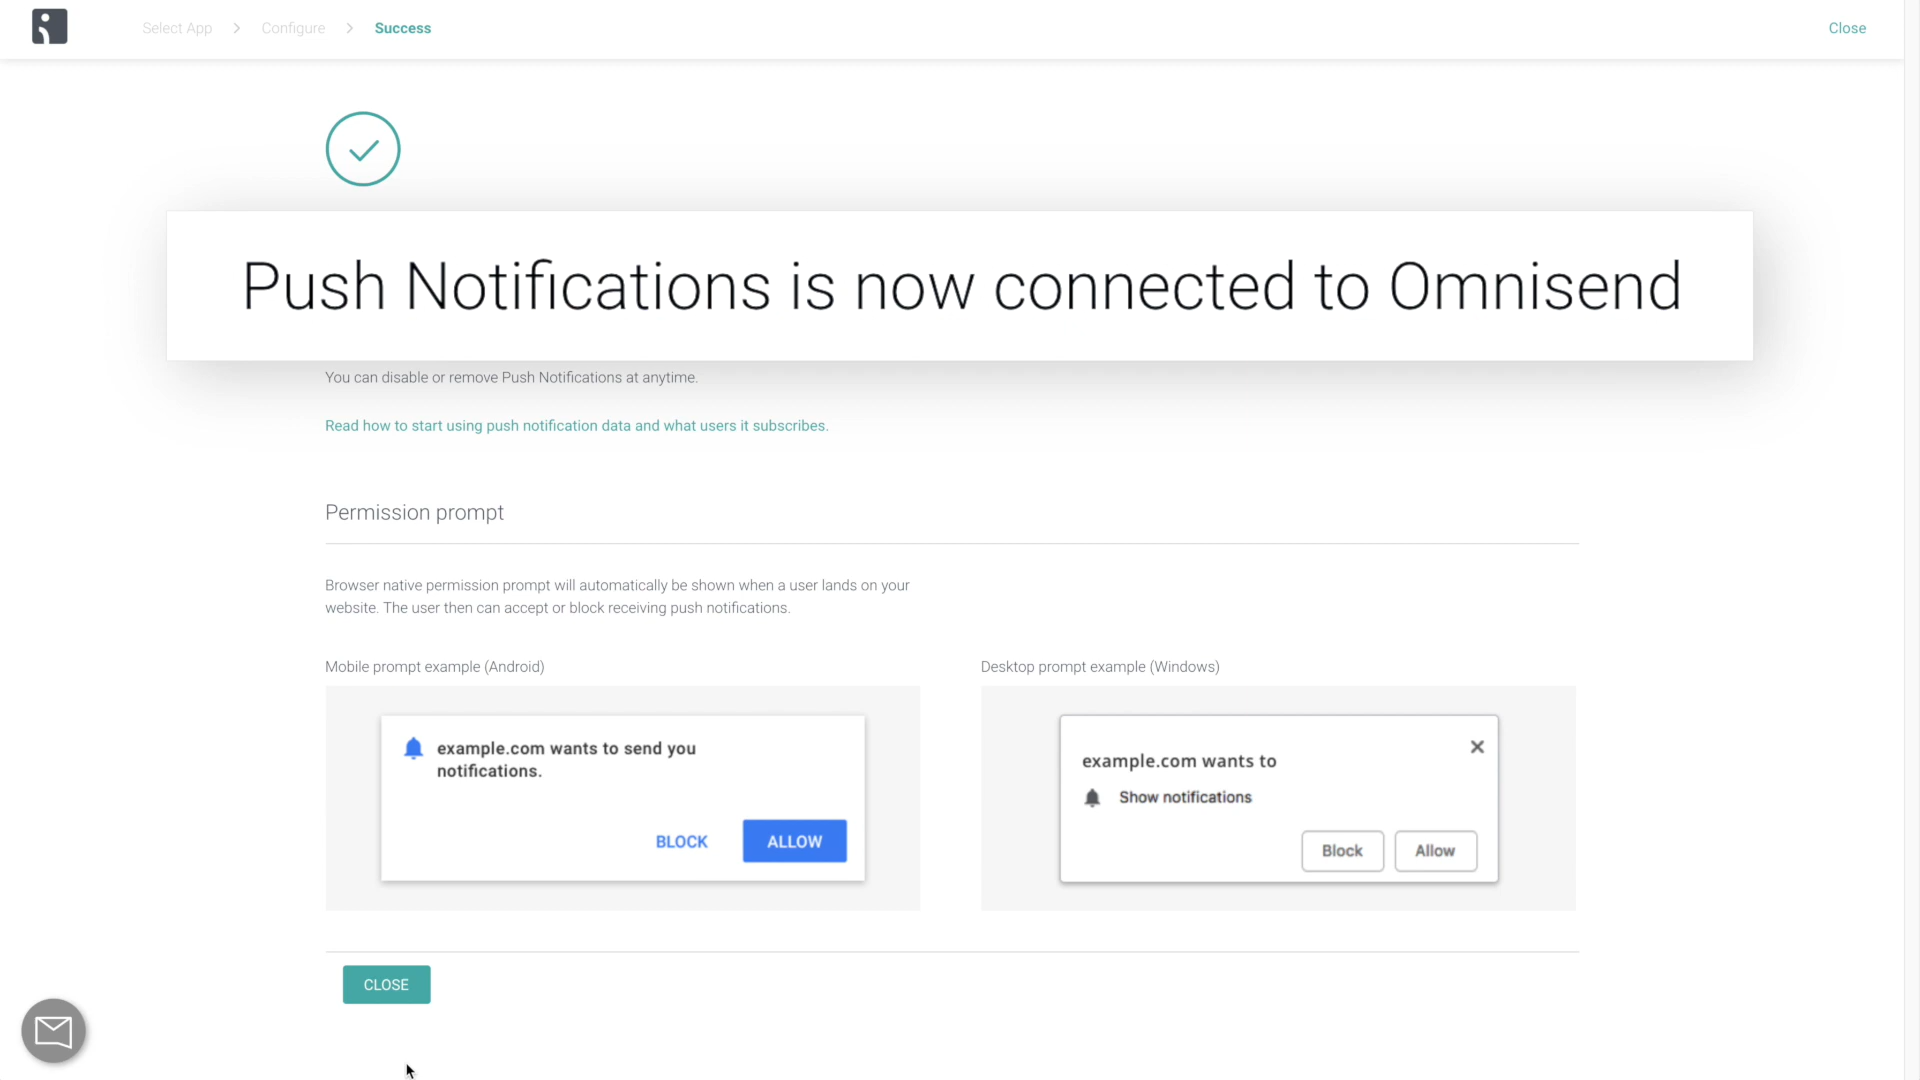 Select App
Configure
Success
Close
Push Notifications is now connected to Omnisend
You can disable or remove Push Notifications at anytime.
Read how to start using push notification data and what users it subscribes.
Permission prompt
Browser native permission prompt will automatically be shown when a user lands on your
website. The user then can accept or block receiving push notifications.
Mobile prompt example (Android)
example.com wants to send you
notifications.
BLOCK
ALLOW
Desktop prompt example (Windows)
example.com wants to
Show notifications
Block
Allow
CLOSE